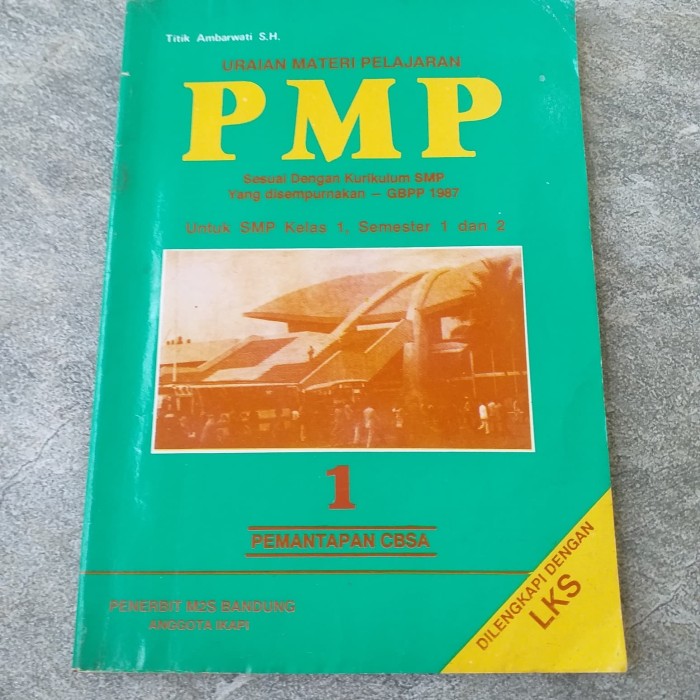 Titik Ambarwati S.H.
URAIAN MATERI PELAJARAN
PMP
Sesuai Dengan Kurikulum SMP
Yang disempurnakan — GBPP 1987
Untuk SMP Kelas 1, Semester 1 dan 2
1
PEMANTAPAN CBSA
PENERBIT M2S BANDUNG
ANGGOTA IKAPI
DILENGKAPI DENGAN
LKS